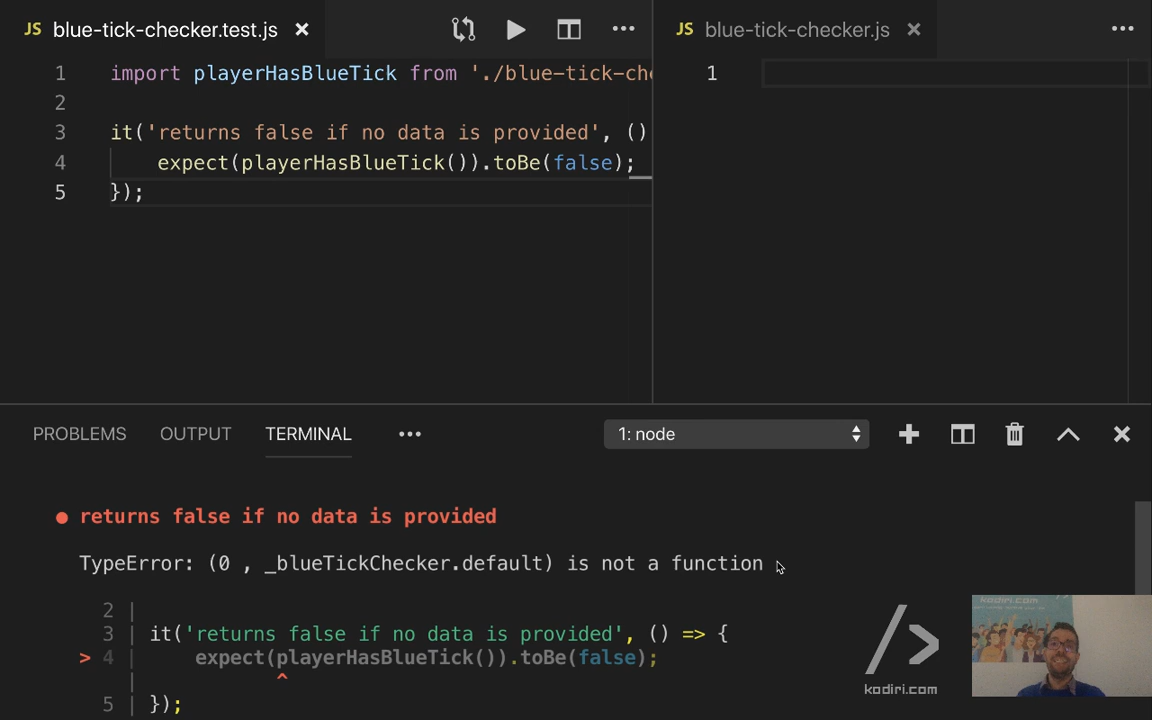 JS blue-tick-checker.test.js
JS blue-tick-checker.js
1 import playerHasBlueTick from './blue-tick-che
2
3 it('returns false if no data is provided', ()
4 expect(playerHasBlueTick()).toBe(false);
5 });
1
PROBLEMS OUTPUT TERMINAL
1: node
● returns false if no data is provided
TypeError: (0 , _blueTickChecker.default) is not a function
2 |
3 | it('returns false if no data is provided', () => {
> 4 | expect(playerHasBlueTick()).toBe(false);
| ^
5 | });
</>
kodiri.com
kodiri.com